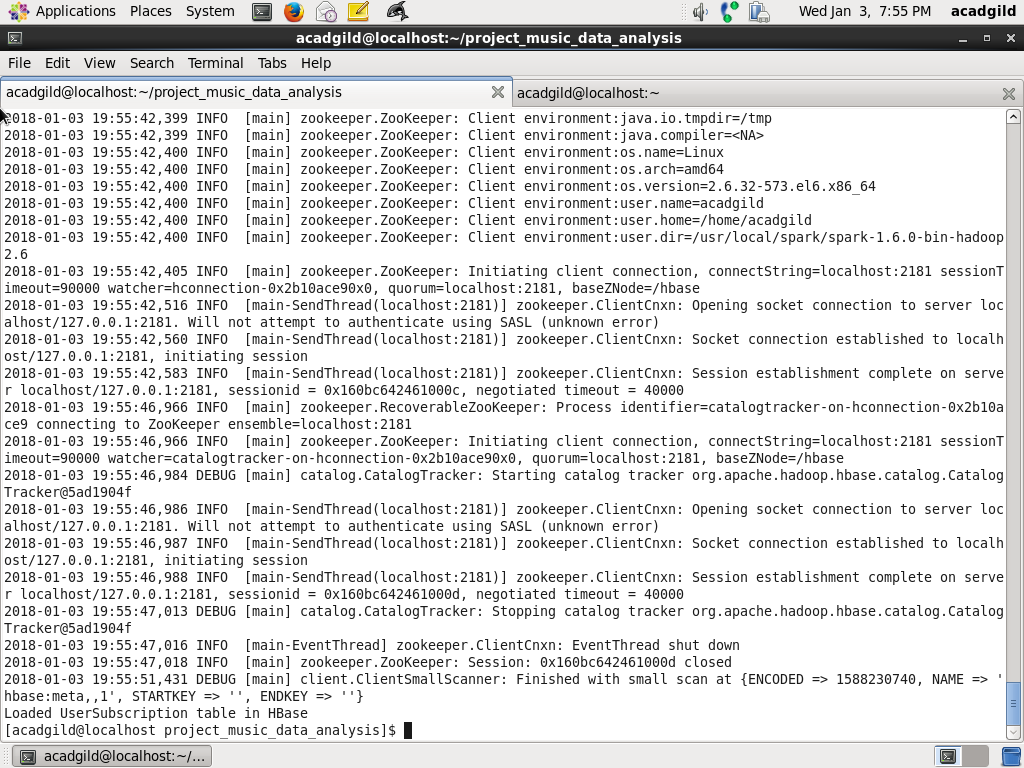 Applications Places System Wed Jan 3, 7:55 PM acadgild
acadgild@localhost:~/project_music_data_analysis
File Edit View Search Terminal Tabs Help
acadgild@localhost:~/project_music_data_analysis acadgild@localhost:~
2018-01-03 19:55:42,399 INFO  [main] zookeeper.ZooKeeper: Client environment:java.io.tmpdir=/tmp
2018-01-03 19:55:42,399 INFO  [main] zookeeper.ZooKeeper: Client environment:java.compiler=<NA>
2018-01-03 19:55:42,400 INFO  [main] zookeeper.ZooKeeper: Client environment:os.name=Linux
2018-01-03 19:55:42,400 INFO  [main] zookeeper.ZooKeeper: Client environment:os.arch=amd64
2018-01-03 19:55:42,400 INFO  [main] zookeeper.ZooKeeper: Client environment:os.version=2.6.32-573.el6.x86_64
2018-01-03 19:55:42,400 INFO  [main] zookeeper.ZooKeeper: Client environment:user.name=acadgild
2018-01-03 19:55:42,400 INFO  [main] zookeeper.ZooKeeper: Client environment:user.home=/home/acadgild
2018-01-03 19:55:42,400 INFO  [main] zookeeper.ZooKeeper: Client environment:user.dir=/usr/local/spark/spark-1.6.0-bin-hadoop
2.6
2018-01-03 19:55:42,405 INFO  [main] zookeeper.ZooKeeper: Initiating client connection, connectString=localhost:2181 sessionT
imeout=90000 watcher=hconnection-0x2b10ace90x0, quorum=localhost:2181, baseZNode=/hbase
2018-01-03 19:55:42,516 INFO  [main-SendThread(localhost:2181)] zookeeper.ClientCnxn: Opening socket connection to server loc
alhost/127.0.0.1:2181. Will not attempt to authenticate using SASL (unknown error)
2018-01-03 19:55:42,560 INFO  [main-SendThread(localhost:2181)] zookeeper.ClientCnxn: Socket connection established to localh
ost/127.0.0.1:2181, initiating session
2018-01-03 19:55:42,583 INFO  [main-SendThread(localhost:2181)] zookeeper.ClientCnxn: Session establishment complete on serve
r localhost/127.0.0.1:2181, sessionid = 0x160bc642461000c, negotiated timeout = 40000
2018-01-03 19:55:46,966 INFO  [main] zookeeper.RecoverableZooKeeper: Process identifier=catalogtracker-on-hconnection-0x2b10a
ce9 connecting to ZooKeeper ensemble=localhost:2181
2018-01-03 19:55:46,966 INFO  [main] zookeeper.ZooKeeper: Initiating client connection, connectString=localhost:2181 sessionT
imeout=90000 watcher=catalogtracker-on-hconnection-0x2b10ace90x0, quorum=localhost:2181, baseZNode=/hbase
2018-01-03 19:55:46,984 DEBUG [main] catalog.CatalogTracker: Starting catalog tracker org.apache.hadoop.hbase.catalog.Catalog
Tracker@5ad1904f
2018-01-03 19:55:46,986 INFO  [main-SendThread(localhost:2181)] zookeeper.ClientCnxn: Opening socket connection to server loc
alhost/127.0.0.1:2181. Will not attempt to authenticate using SASL (unknown error)
2018-01-03 19:55:46,987 INFO  [main-SendThread(localhost:2181)] zookeeper.ClientCnxn: Socket connection established to localh
ost/127.0.0.1:2181, initiating session
2018-01-03 19:55:46,988 INFO  [main-SendThread(localhost:2181)] zookeeper.ClientCnxn: Session establishment complete on serve
r localhost/127.0.0.1:2181, sessionid = 0x160bc642461000d, negotiated timeout = 40000
2018-01-03 19:55:47,013 DEBUG [main] catalog.CatalogTracker: Stopping catalog tracker org.apache.hadoop.hbase.catalog.Catalog
Tracker@5ad1904f
2018-01-03 19:55:47,016 INFO  [main-EventThread] zookeeper.ClientCnxn: EventThread shut down
2018-01-03 19:55:47,018 INFO  [main] zookeeper.ZooKeeper: Session: 0x160bc642461000d closed
2018-01-03 19:55:51,431 DEBUG [main] client.ClientSmallScanner: Finished with small scan at {ENCODED => 1588230740, NAME => '
hbase:meta,,1', STARTKEY => '', ENDKEY => ''}
Loaded UserSubscription table in HBase
[acadgild@localhost project_music_data_analysis]$
acadgild@localhost:~/...